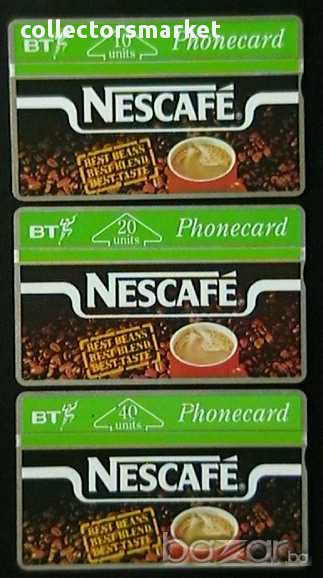 collectorsmarket
BT 10 units Phonecard
NESCAFÉ®
BEST BEANS
BEST BLEND
BEST TASTE
BT 20 units Phonecard
NESCAFÉ®
BEST BEANS
BEST BLEND
BEST TASTE
BT 40 units Phonecard
NESCAFÉ®
BEST BEANS
BEST BLEND
BEST TASTE
bazar.bg